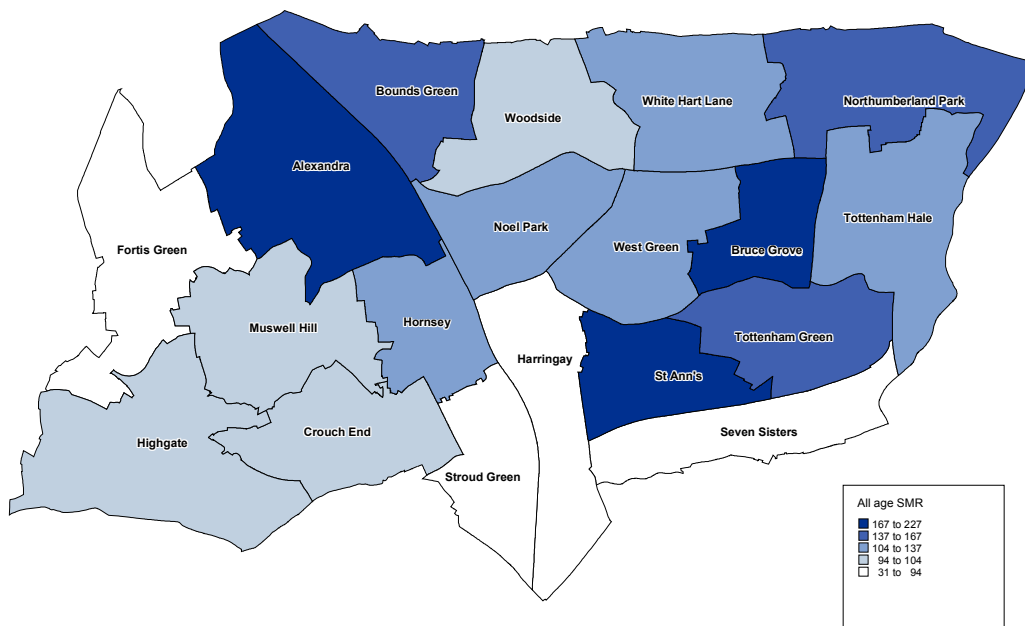 Bounds Green
Woodside
White Hart Lane
Northumberland Park
Alexandra
Noel Park
Tottenham Hale
Fortis Green
West Green
Bruce Grove
Muswell Hill
Hornsey
Harringay
Tottenham Green
St Ann's
Highgate
Crouch End
Seven Sisters
Stroud Green
All age SMR
167 to 227
137 to 167
104 to 137
94 to 104
31 to 94